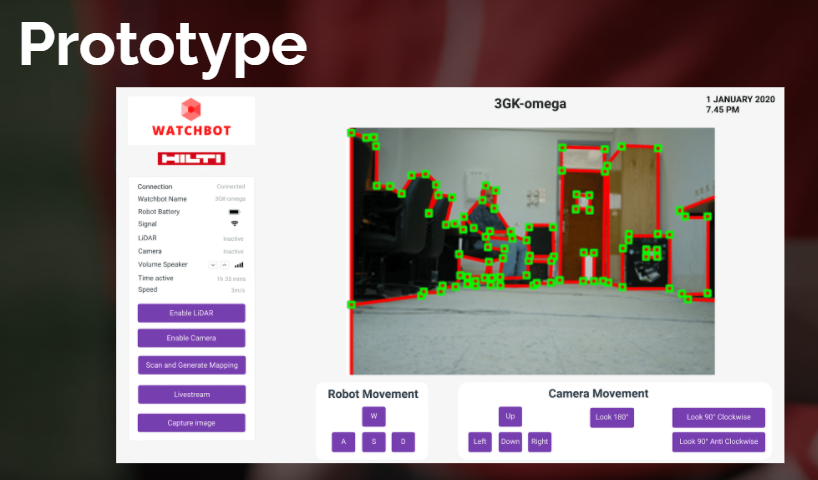 Prototype
WATCHBOT
HILTI
Connection Connected
Watchbot Name 3GK-omega
Robot Battery
Signal
LiDAR Inactive
Camera Inactive
Volume Speaker
Time active 1h 30 mins
Speed 3m/s
Enable LiDAR
Enable Camera
Scan and Generate Mapping
Livestream
Capture image
3GK-omega
1 JANUARY 2020
7.45 PM
Robot Movement
W
A S D
Camera Movement
Up
Left Down Right
Look 180°
Look 90° Clockwise
Look 90° Anti Clockwise